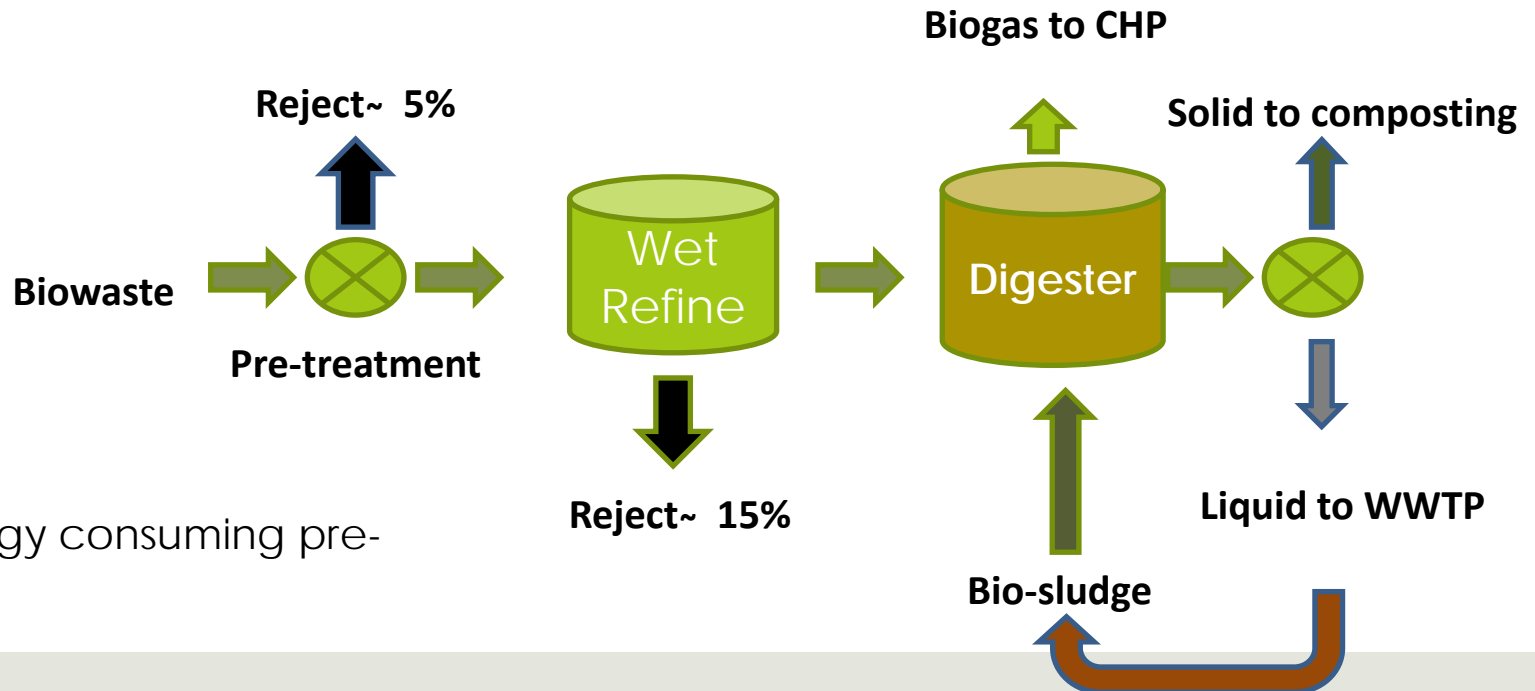 Biogas to CHP
Reject~ 5%
Solid to composting
Wet
Refine
Digester
Biowaste
Pre-treatment
Reject~ 15%
Liquid to WWTP
gy consuming pre-
Bio-sludge